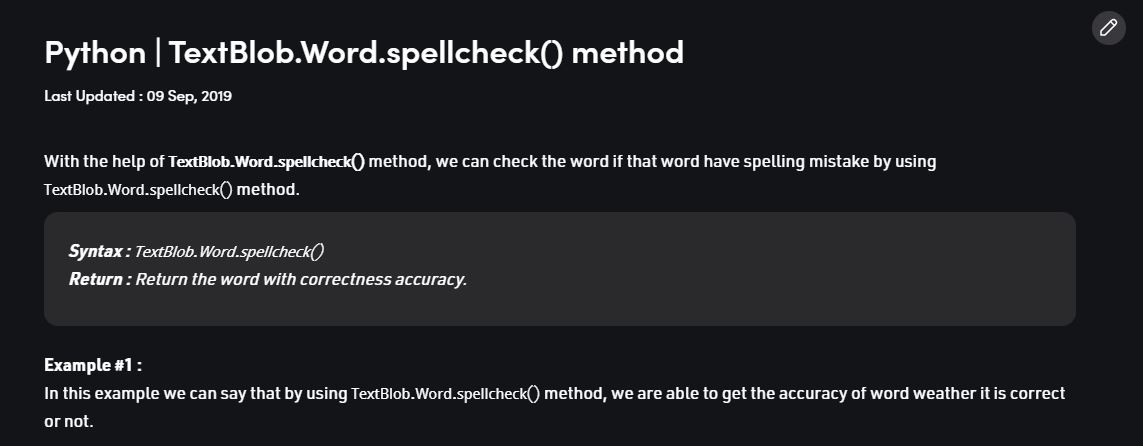 Python | TextBlob.Word.spellcheck() method
Last Updated : 09 Sep, 2019
With the help of TextBlob.Word.spellcheck() method, we can check the word if that word have spelling mistake by using
TextBlob.Word.spellcheck() method.
Syntax : TextBlob.Word.spellcheck()
Return : Return the word with correctness accuracy.
Example #1 :
In this example we can say that by using TextBlob.Word.spellcheck() method, we are able to get the accuracy of word weather it is correct
or not.